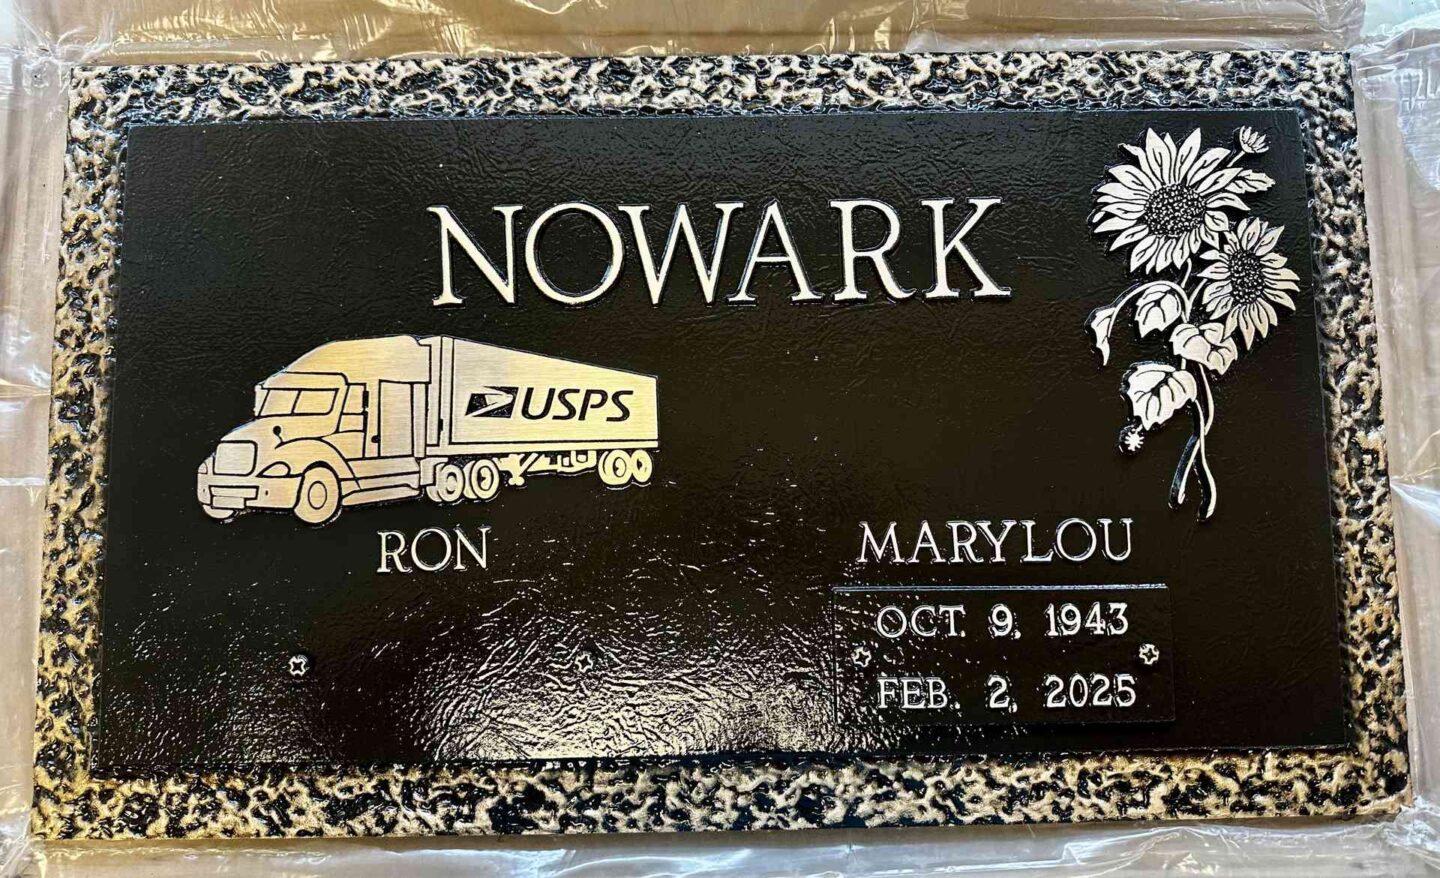 NOWARK
USPS
RON
MARYLOU
OCT. 9, 1943
FEB. 2, 2025